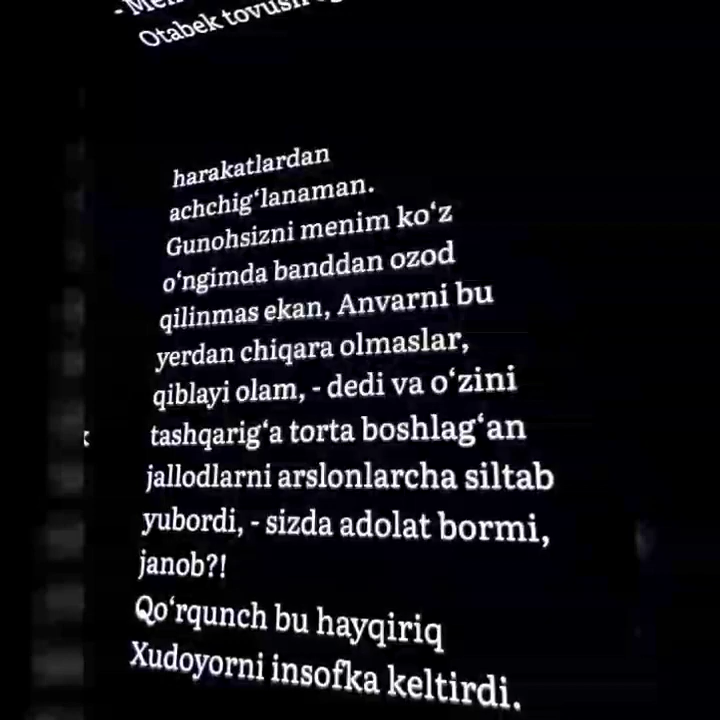 Otabek
harakatlardan
achchig‘lanaman.
Gunohsizni menim ko‘z
o‘ngimda banddan ozod
qilinmas ekan, Anvarni bu
yerdan chiqara olmaslar,
qiblayi olam, - dedi va o‘zini
tashqarig‘a torta boshlag‘an
jallodlarni arslonlarcha siltab
yubordi, - sizda adolat bormi,
janob?!
Qo‘rqunch bu hayqiriq
Xudoyorni insofka keltirdi.